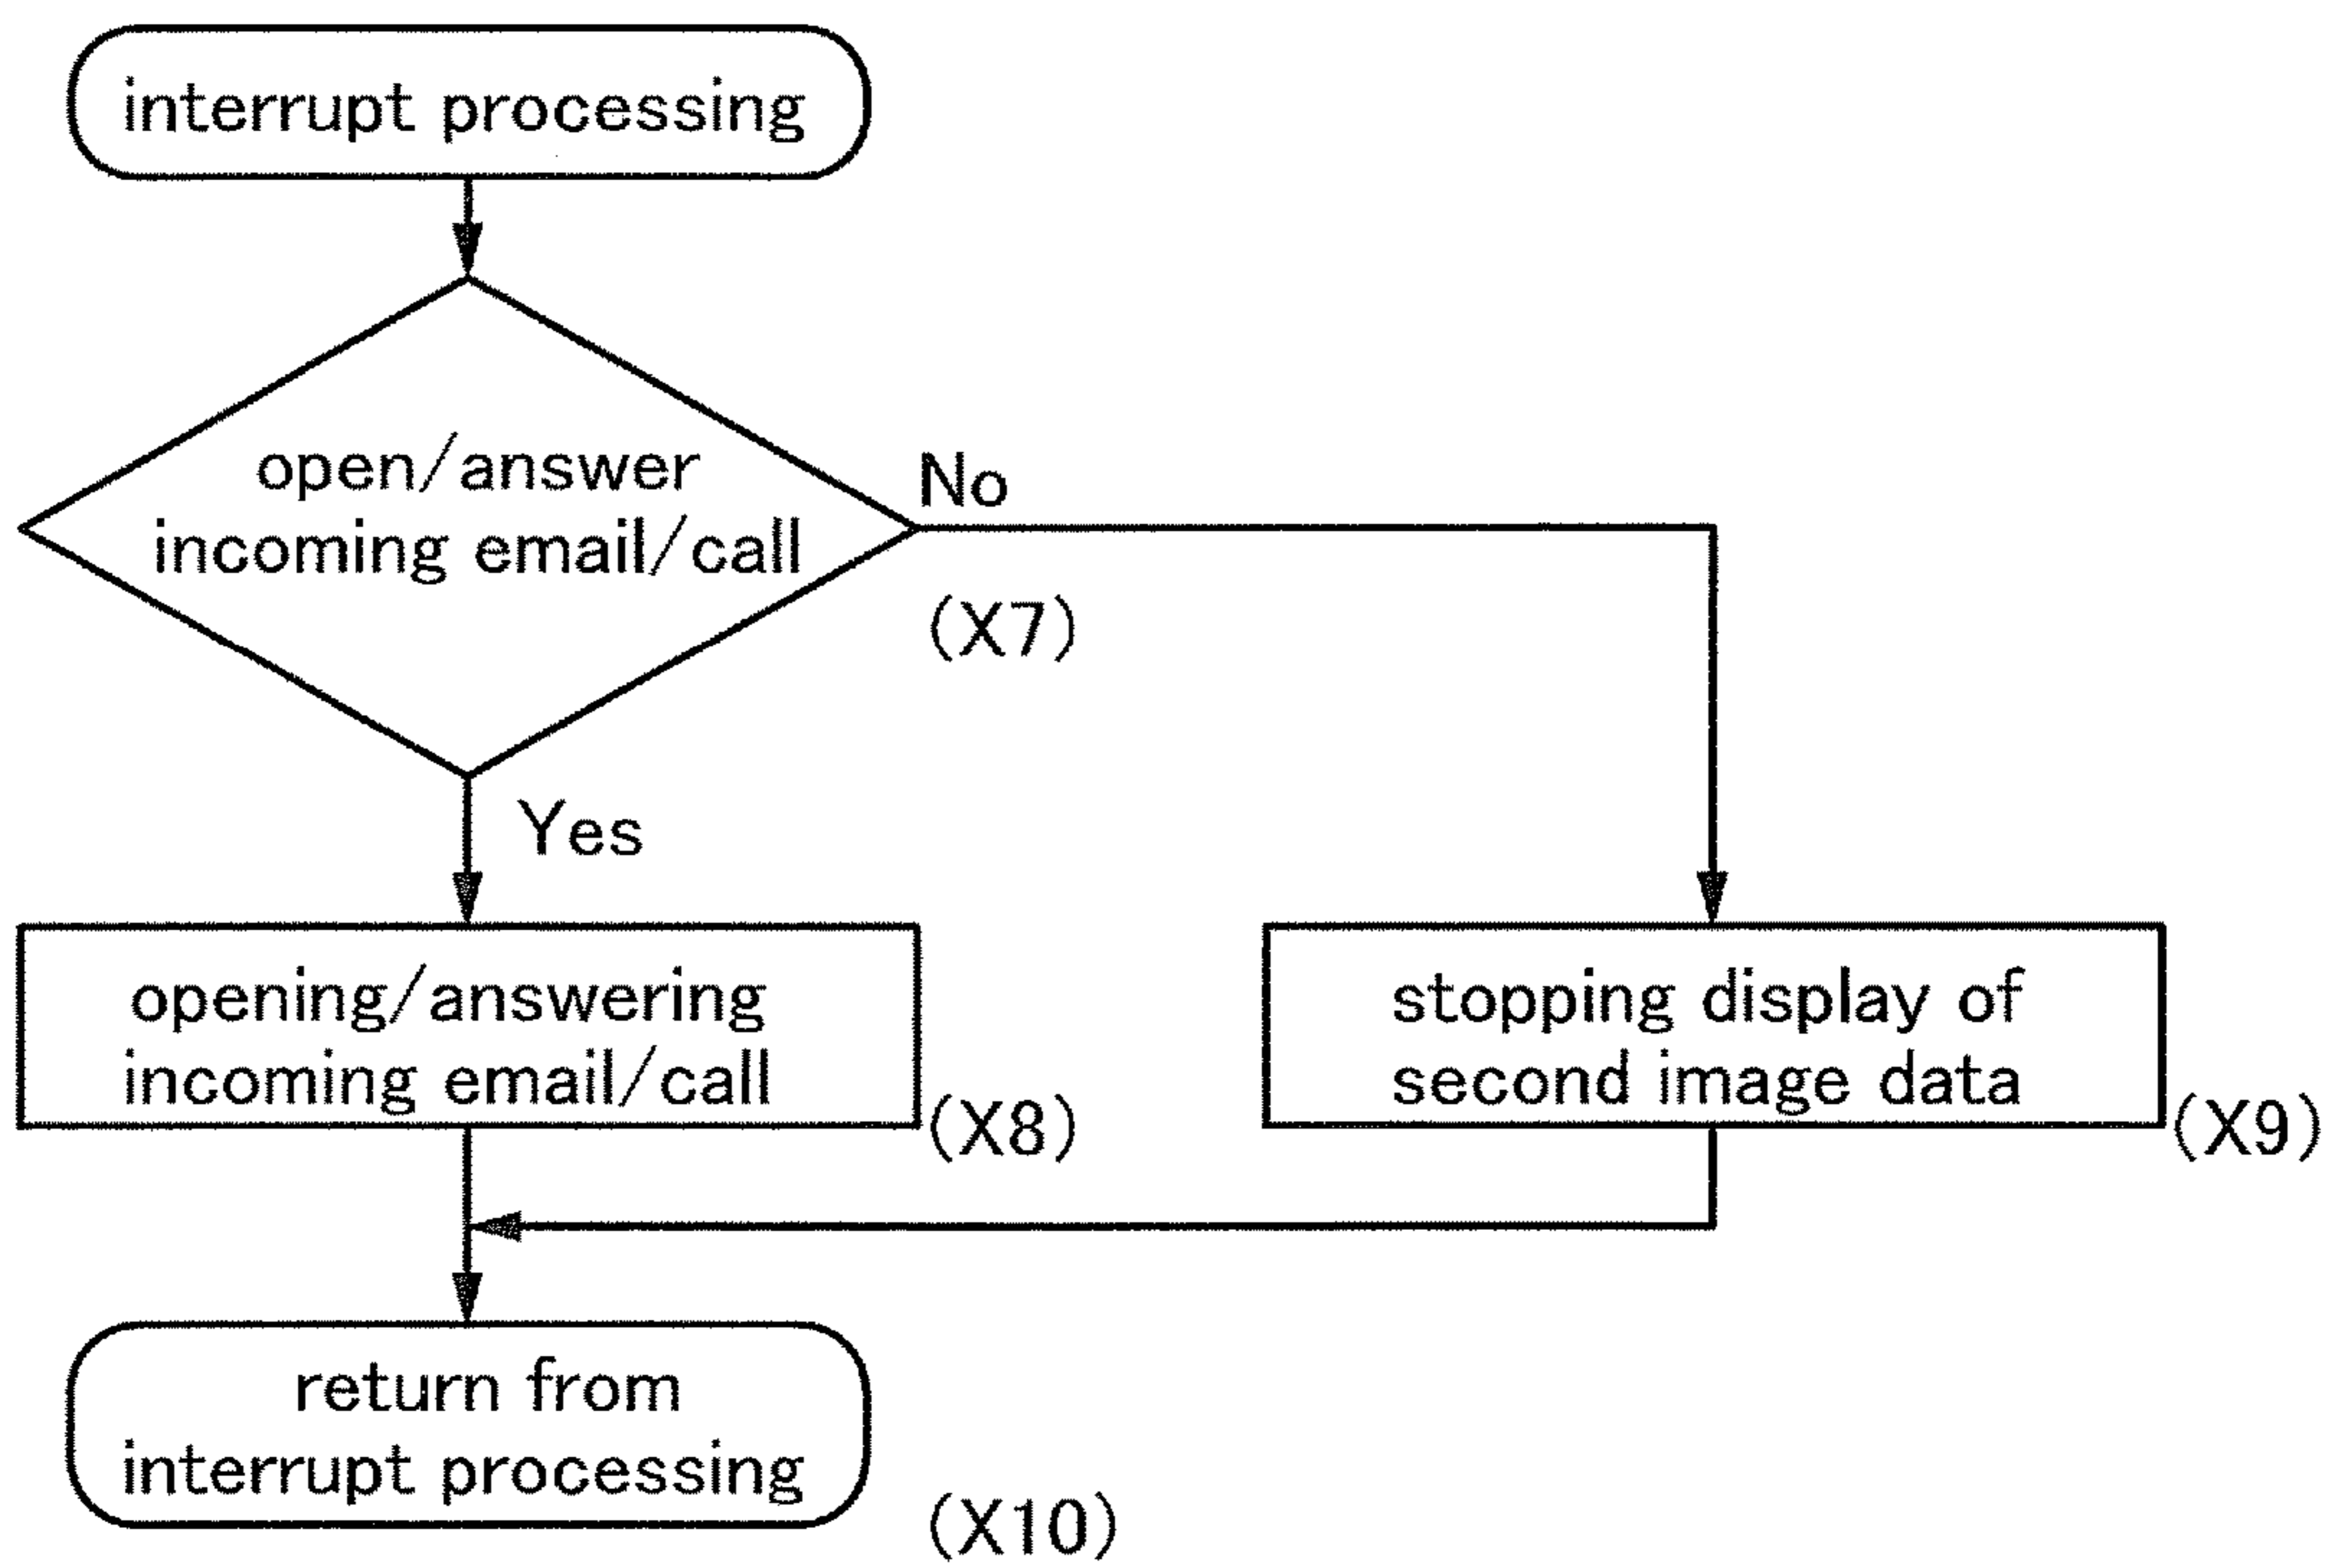 interrupt processing
open/answer
incoming email/call
No
(X7)
Yes
opening/answering
incoming email/call
(X8)
stopping display of
second image data
(X9)
return from
interrupt processing
(X10)